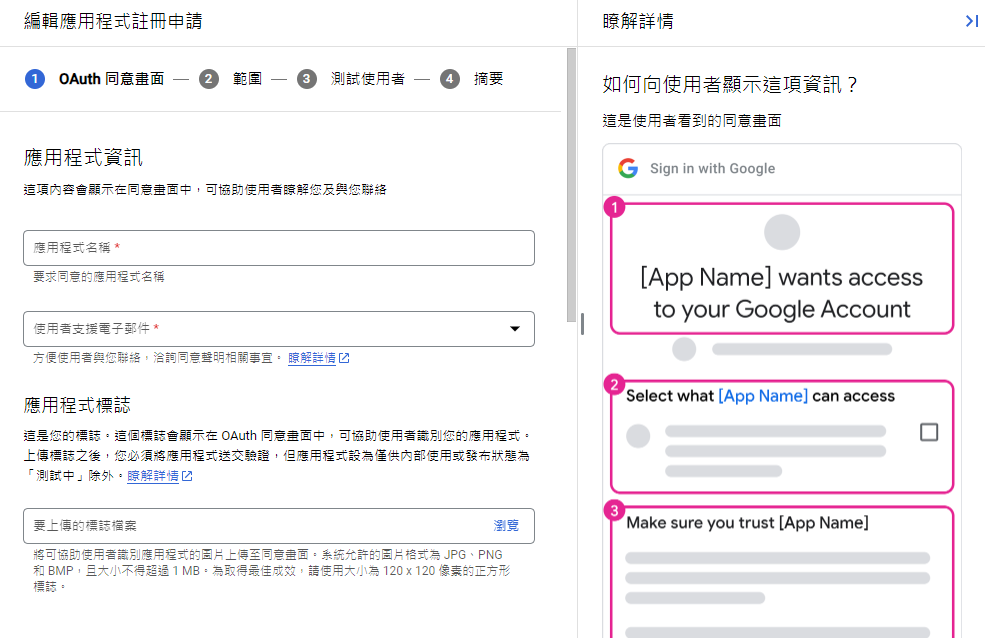 編輯應用程式註冊申請
1 OAuth 同意畫面 — 2 範圍 — 3 測試使用者 — 4 摘要
應用程式資訊
這項內容會顯示在同意畫面中，可協助使用者瞭解您及與您聯絡
應用程式名稱 *
要求同意的應用程式名稱
使用者支援電子郵件 *
方便使用者與您聯絡，洽詢同意聲明相關事宜。 瞭解詳情
應用程式標誌
這是您的標誌。這個標誌會顯示在 OAuth 同意畫面中，可協助使用者識別您的應用程式。
上傳標誌之後，您必須將應用程式送交驗證，但應用程式設為僅供內部使用或發布狀態為
「測試中」除外。瞭解詳情
要上傳的標誌檔案 瀏覽
將可協助使用者識別應用程式的圖片上傳至同意畫面。系統允許的圖片格式為 JPG、PNG
和 BMP，且大小不得超過 1 MB。為取得最佳成效，請使用大小為 120 x 120 像素的正方形
標誌。
瞭解詳情
如何向使用者顯示這項資訊？
這是使用者看到的同意畫面
Sign in with Google
1
[App Name] wants access
to your Google Account
2
Select what [App Name] can access
3
Make sure you trust [App Name]